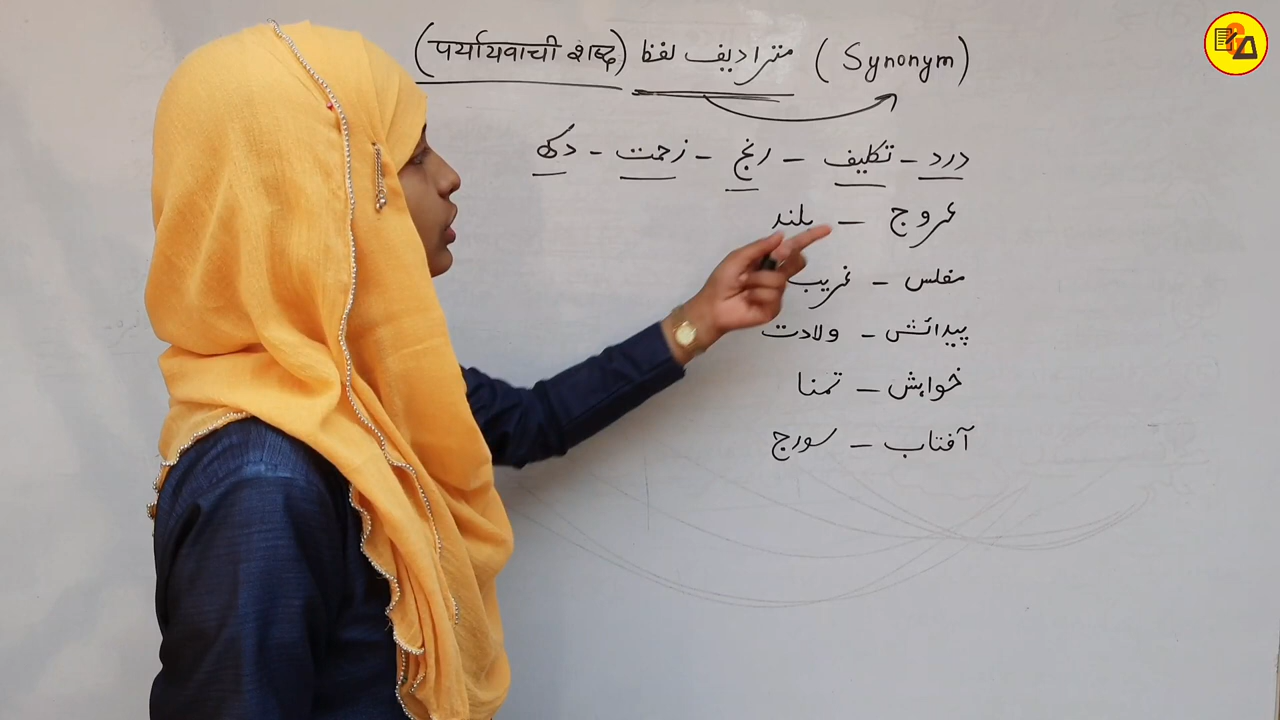 (पर्यायवाची शब्द) مترادیف لفظ (Synonym)
درد - تکلیف - رنج - زحمت - دکھ
عروج - بلند
مفلس - غریب
پیدائش - ولادت
خواہش - تمنا
آفتاب - سورج